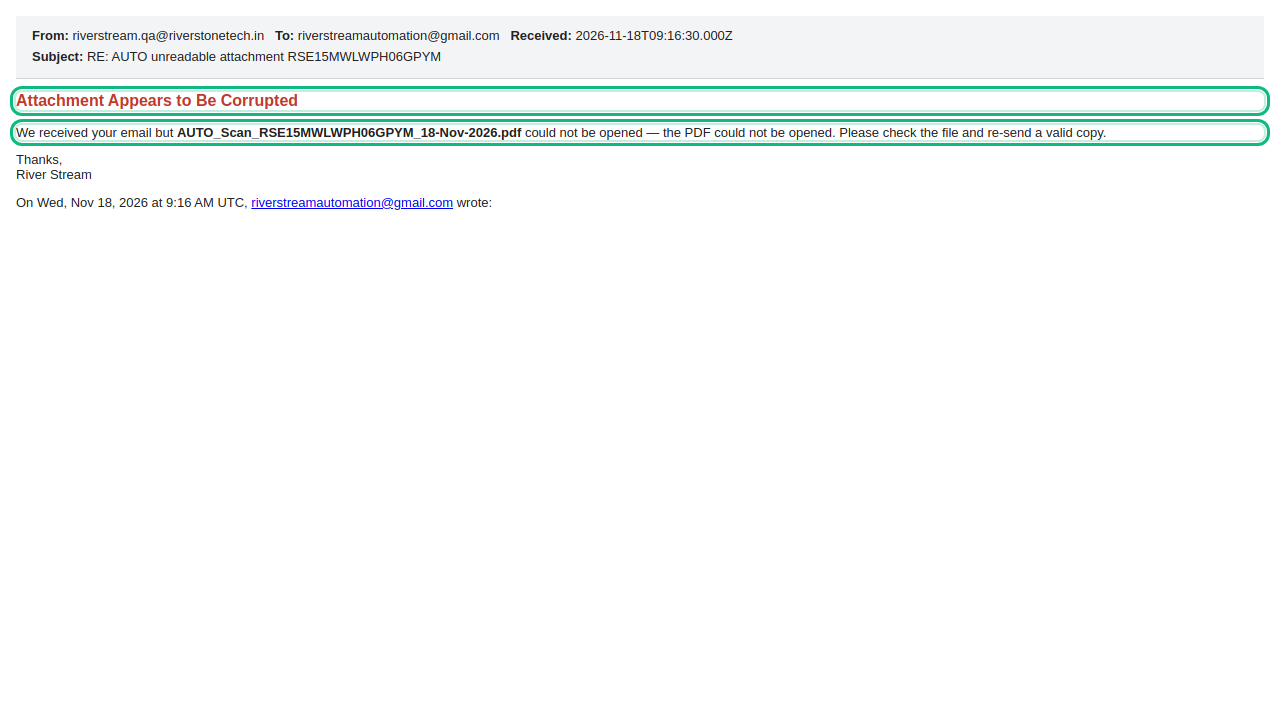 From: riverstream.qa@riverstonetech.in To: riverstreamautomation@gmail.com Received: 2026-11-18T09:16:30.000Z
Subject: RE: AUTO unreadable attachment RSE15MWLWPH06GPYM
Attachment Appears to Be Corrupted
We received your email but AUTO_Scan_RSE15MWLWPH06GPYM_18-Nov-2026.pdf could not be opened — the PDF could not be opened. Please check the file and re-send a valid copy.
Thanks,
River Stream
On Wed, Nov 18, 2026 at 9:16 AM UTC, riverstreamautomation@gmail.com wrote: